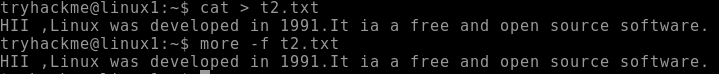 tryhackme@linux1:~$ cat > t2.txt
HII ,Linux was developed in 1991.It ia a free and open source software.
tryhackme@linux1:~$ more -f t2.txt
HII ,Linux was developed in 1991.It ia a free and open source software.